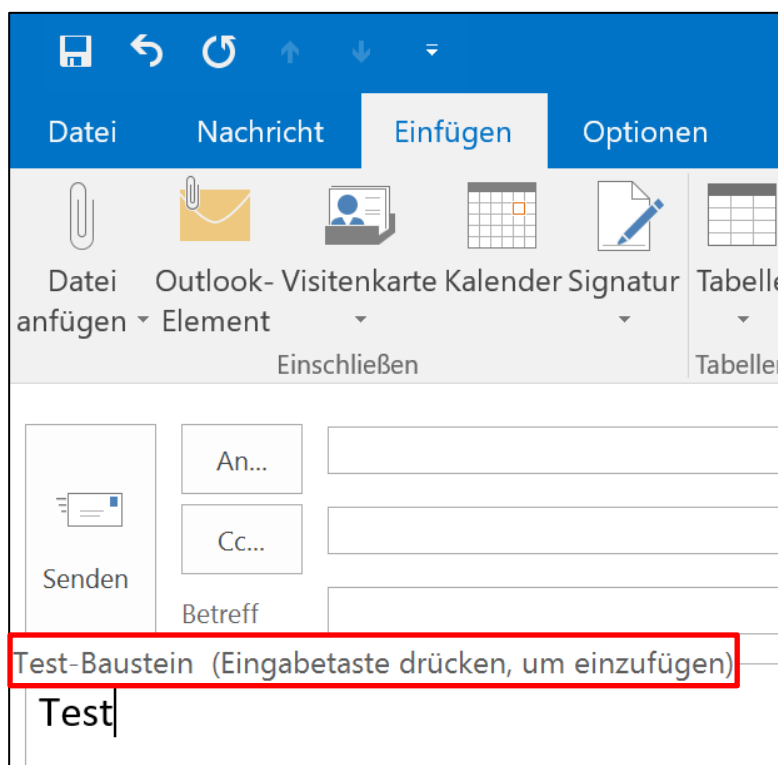 Datei Nachricht Einfügen Optionen
Datei Outlook- Visitenkarte Kalender Signatur Tabelle
anfügen Element
Einschließen Tabellen
An...
Cc...
Senden
Betreff
Test-Baustein (Eingabetaste drücken, um einzufügen)
Test